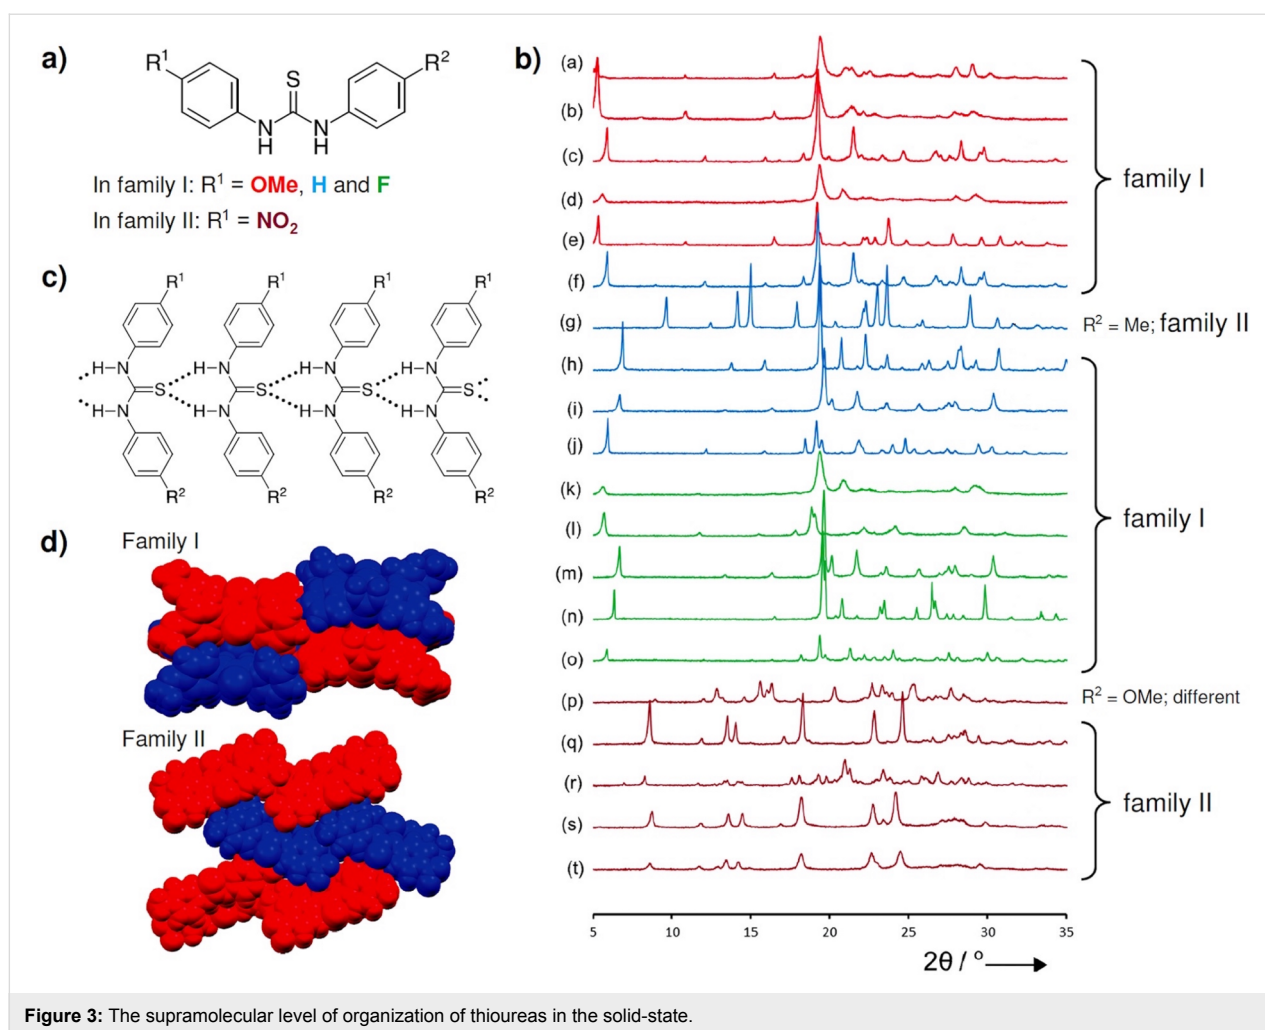 a)
R¹
R²
S
N
H
N
H
In family I: R¹ = OMe, H and F
In family II: R¹ = NO₂
c)
R¹ R¹ R¹ R¹
H N H N H N H N
S S S S
H N H N H N H N
R² R² R² R²
d)
Family I
Family II
b)
(a)
(b)
(c)
(d)
(e)
(f)
(g)
(h)
(i)
(j)
(k)
(l)
(m)
(n)
(o)
(p)
(q)
(r)
(s)
(t)
family I
R² = Me; family II
family I
R² = OMe; different
family II
5 10 15 20 25 30 35
2θ / °
Figure 3: The supramolecular level of organization of thioureas in the solid-state.